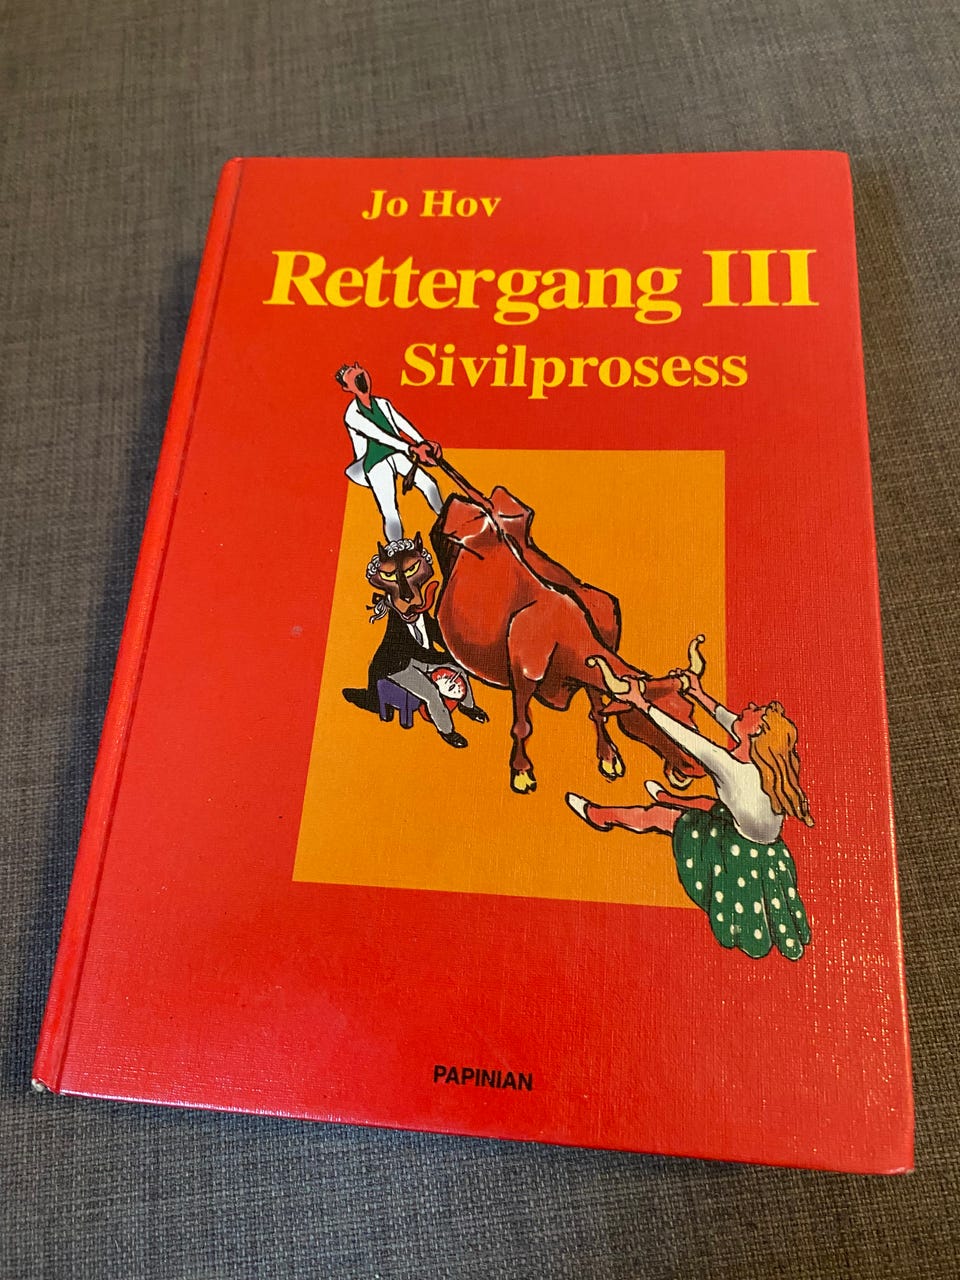 Jo Hov
Rettergang III
Sivilprosess
PAPINIAN